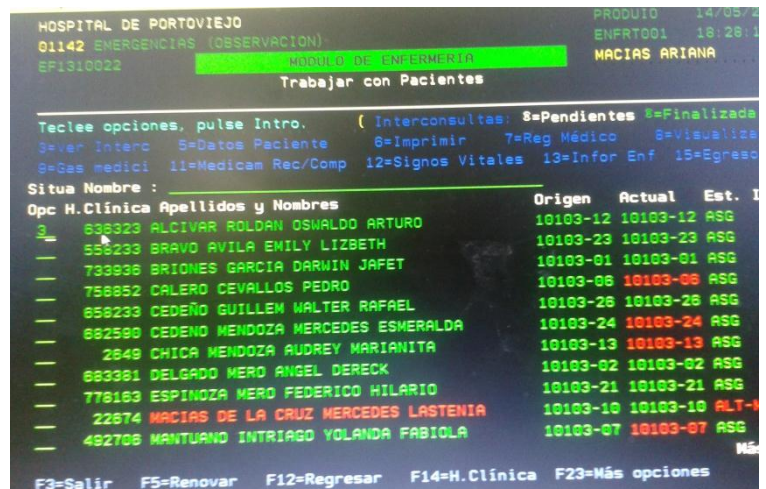 HOSPITAL DE PORTOVIEJO PRODUIO 14/05/2
01142 EMERGENCIAS (OBSERVACION) ENFRT001 18:28:1
EF1310022 MODULO DE ENFERMERIA MACIAS ARIANA
Trabajar con Pacientes
Teclee opciones, pulse Intro. ( Interconsultas: 8=Pendientes 8=Finalizada
3=Ver Interc 5=Datos Paciente 6=Imprimir 7=Reg Médico 8=Visualiza
9=Gas medici 11=Medicam Rec/Comp 12=Signos Vitales 13=Infor Enf 15=Egreso
Situa Nombre :
Opc H.Clínica Apellidos y Nombres Origen Actual Est. I
3 636323 ALCIVAR ROLDAN OSWALDO ARTURO 10103-12 10103-12 ASG
556233 BRAVO AVILA EMILY LIZBETH 10103-23 10103-23 ASG
733936 BRIONES GARCIA DARWIN JAFET 10103-01 10103-01 ASG
756852 CALERO CEVALLOS PEDRO 10103-06 10103-06 ASG
658233 CEDEÑO GUILLEM WALTER RAFAEL 10103-26 10103-26 ASG
682590 CEDENO MENDOZA MERCEDES ESMERALDA 10103-24 10103-24 ASG
2649 CHICA MENDOZA AUDREY MARIANITA 10103-13 10103-13 ASG
683381 DELGADO MERO ANGEL DERECK 10103-02 10103-02 ASG
778163 ESPINOZA MERO FEDERICO HILARIO 10103-21 10103-21 ASG
22674 MACIAS DE LA CRUZ MERCEDES LASTENIA 10103-10 10103-10 ALT-M
492706 MANTUANO INTRIAGO YOLANDA FABIOLA 10103-07 10103-07 ASG
Más
F3=Salir F5=Renovar F12=Regresar F14=H.Clínica F23=Más opciones